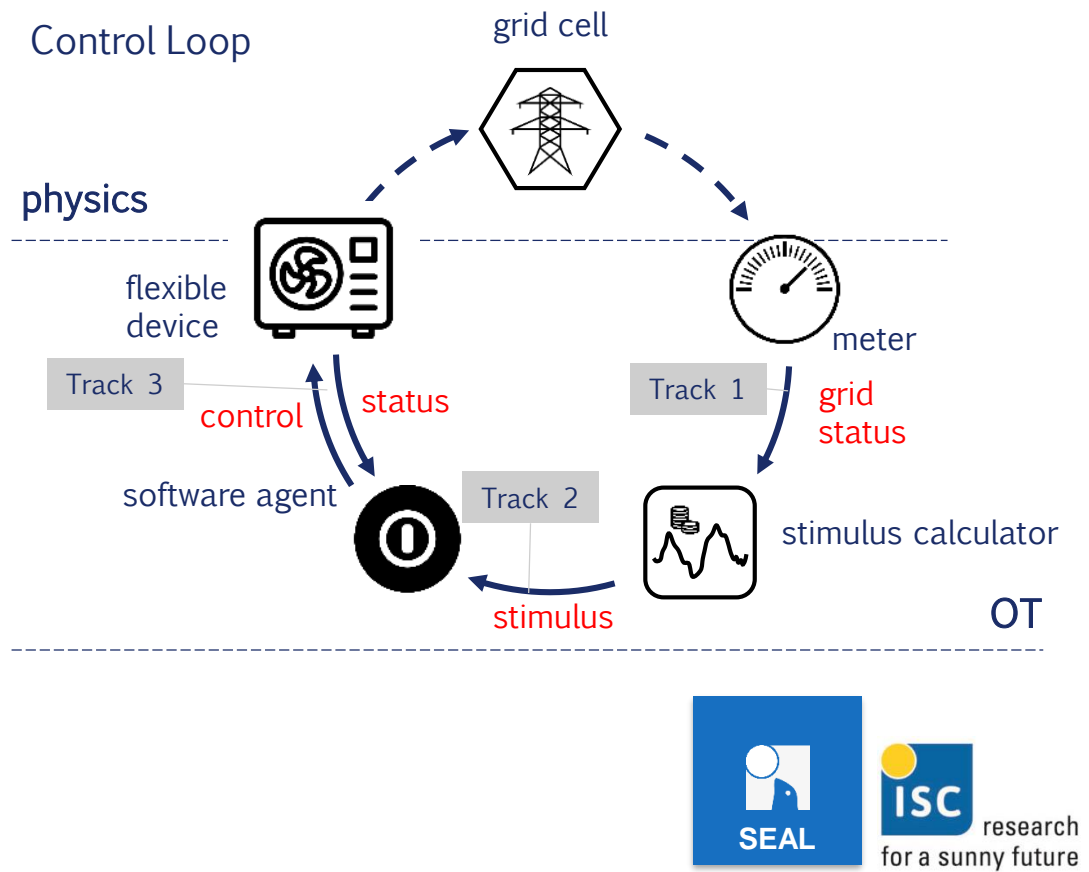 Control Loop
grid cell
physics
flexible
device
meter
Track 3
Track 1
control
status
grid
status
software agent
Track 2
stimulus calculator
stimulus
OT
SEAL
ISC
research
for a sunny future